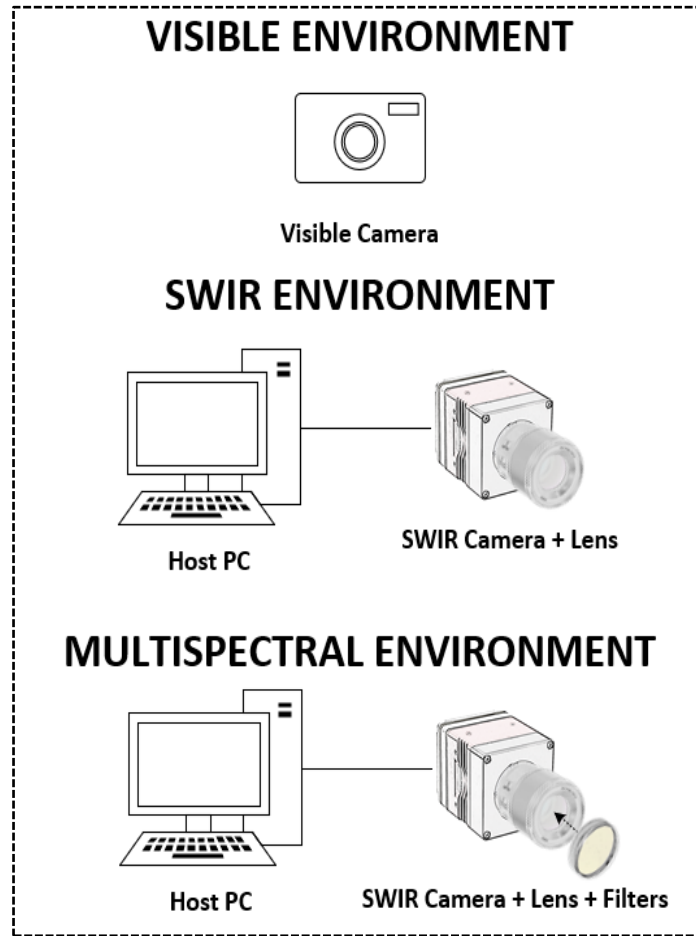 VISIBLE ENVIRONMENT
Visible Camera
SWIR ENVIRONMENT
Host PC
SWIR Camera + Lens
MULTISPECTRAL ENVIRONMENT
Host PC
SWIR Camera + Lens + Filters